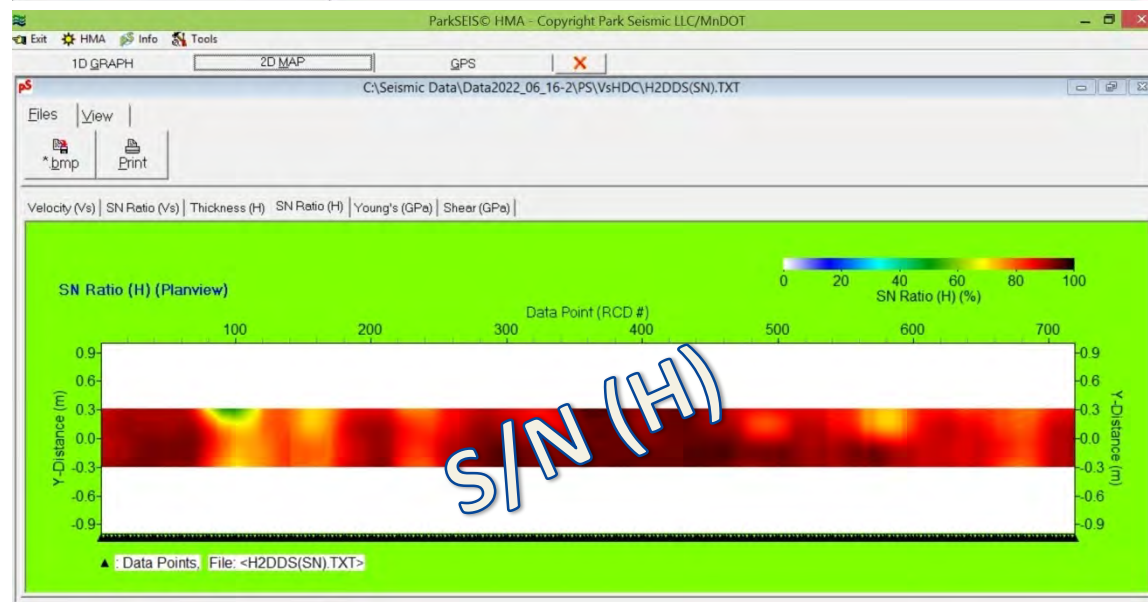 ParkSEIS© HMA - Copyright Park Seismic LLC/MnDOT
Exit HMA Info Tools
1D GRAPH 2D MAP GPS X
pS C:\Seismic Data\Data2022_06_16-2\PS\VsHDC\H2DDS(SN).TXT
Files View
*.bmp Print
Velocity (Vs) SN Ratio (Vs) Thickness (H) SN Ratio (H) Young's (GPa) Shear (GPa)
0 20 40 60 80 100
SN Ratio (H) (%)
SN Ratio (H) (Planview)
Data Point (RCD #)
100 200 300 400 500 600 700
0.9 0.9
0.6 0.6
0.3 0.3
0.0 0.0
-0.3 -0.3
-0.6 -0.6
-0.9 -0.9
Y-Distance (m)
Y-Distance (m)
S/N (H)
▲ : Data Points, File: <H2DDS(SN).TXT>